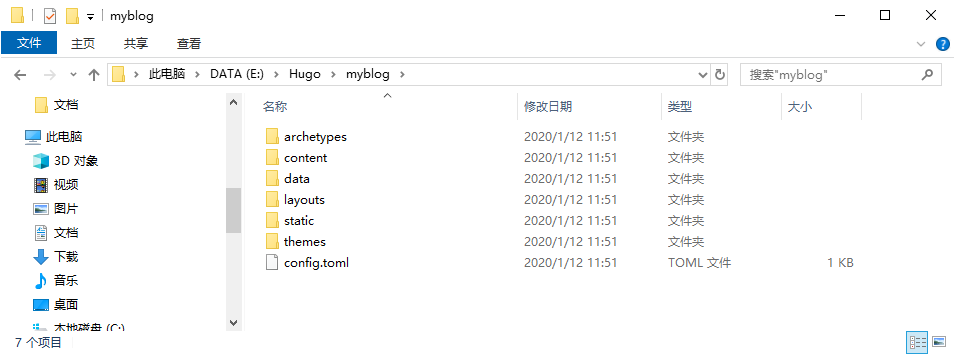 myblog
文件 主页 共享 查看
此电脑 DATA (E:) Hugo myblog 搜索"myblog"
文档
此电脑
3D 对象
视频
图片
文档
下载
音乐
桌面
本地磁盘 (C:)
名称 修改日期 类型 大小
archetypes 2020/1/12 11:51 文件夹
content 2020/1/12 11:51 文件夹
data 2020/1/12 11:51 文件夹
layouts 2020/1/12 11:51 文件夹
static 2020/1/12 11:51 文件夹
themes 2020/1/12 11:51 文件夹
config.toml 2020/1/12 11:51 TOML 文件 1 KB
7 个项目